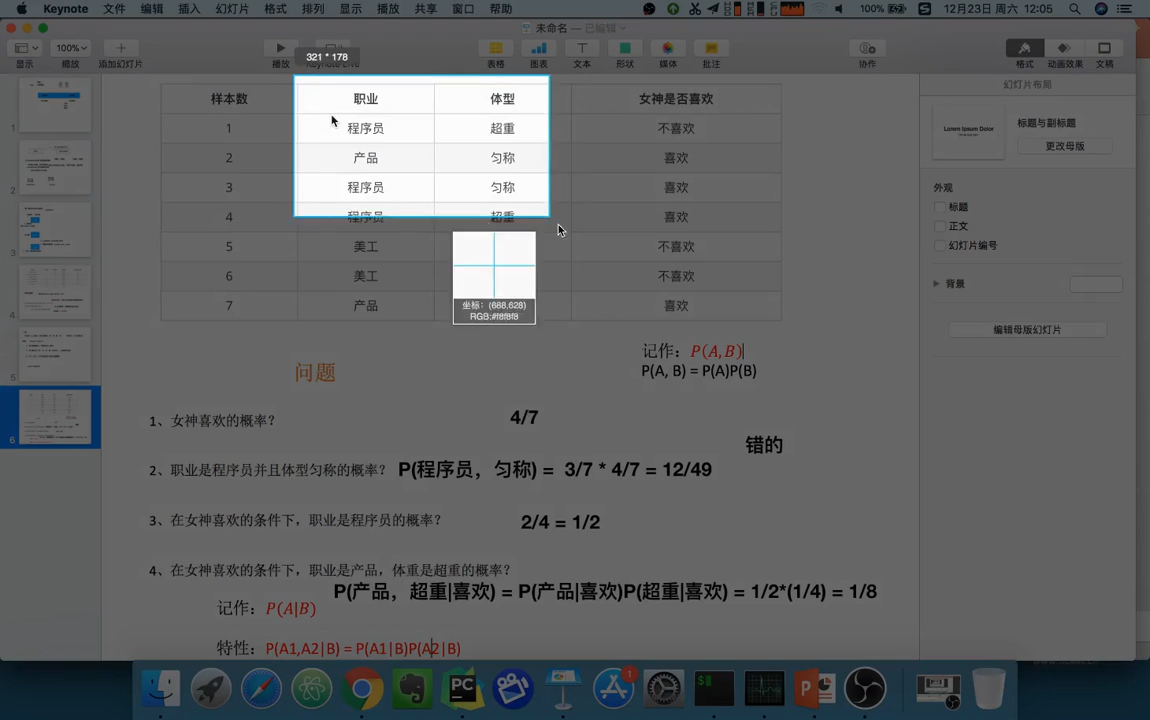 Keynote 文件 编辑 插入 幻灯片 格式 排列 显示 播放 共享 窗口 帮助 100% 12月23日 周六 12:05
未命名 — 已编辑
100%
显示 缩放 添加幻灯片 播放 Keynote Live 表格 图表 文本 形状 媒体 批注 协作 格式 动画效果 文稿
321 * 178
幻灯片布局
样本数 职业 体型 女神是否喜欢
1 程序员 超重 不喜欢
2 产品 匀称 喜欢
3 程序员 匀称 喜欢
4 程序员 超重 喜欢
5 美工 不喜欢
6 美工 不喜欢
7 产品 喜欢
坐标: (688,628)
RGB:#f8f8f8
Lorem Ipsum Dolor
标题与副标题
更改母版
外观
标题
正文
幻灯片编号
背景
编辑母版幻灯片
1
2
3
4
5
6
记作: P(A,B)
P(A, B) = P(A)P(B)
问题
1、女神喜欢的概率?
4/7
错的
2、职业是程序员并且体型匀称的概率? P(程序员, 匀称) = 3/7 * 4/7 = 12/49
3、在女神喜欢的条件下, 职业是程序员的概率?
2/4 = 1/2
4、在女神喜欢的条件下, 职业是产品, 体重是超重的概率?
P(产品, 超重|喜欢) = P(产品|喜欢)P(超重|喜欢) = 1/2*(1/4) = 1/8
记作: P(A|B)
特性: P(A1,A2|B) = P(A1|B)P(A2|B)